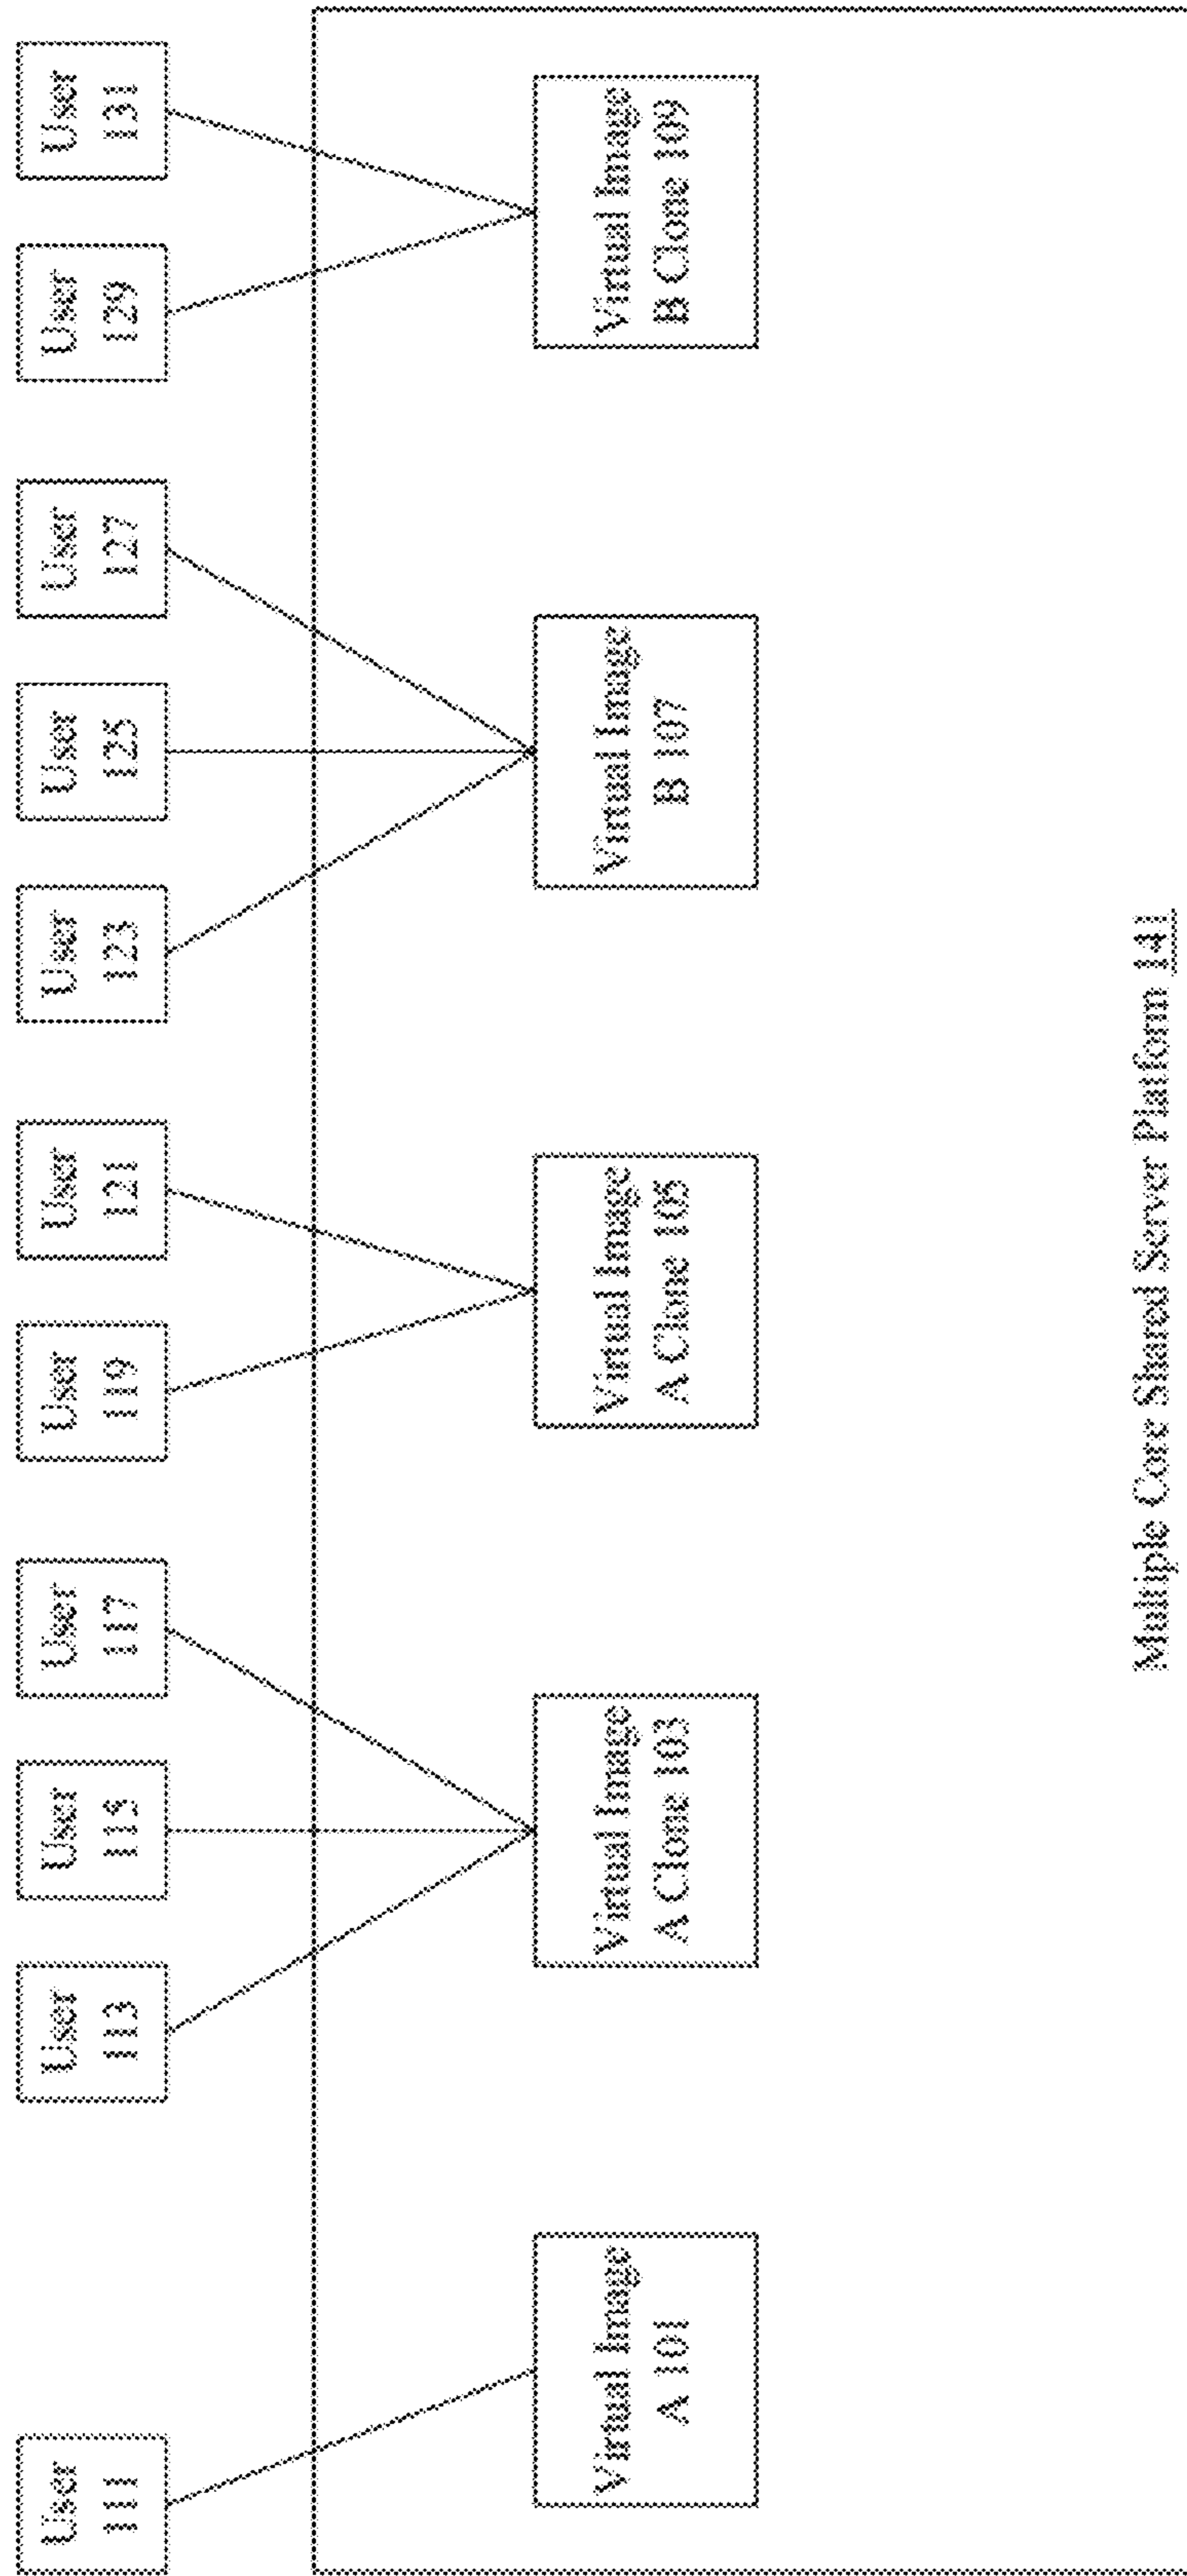 User
111
User
113
User
115
User
117
User
119
User
121
User
123
User
125
User
127
User
129
User
131
Virtual Image
A 101
Virtual Image
A Clone 103
Virtual Image
A Clone 105
Virtual Image
B 107
Virtual Image
B Clone 109
Multiple Core Shared Server Platform 141